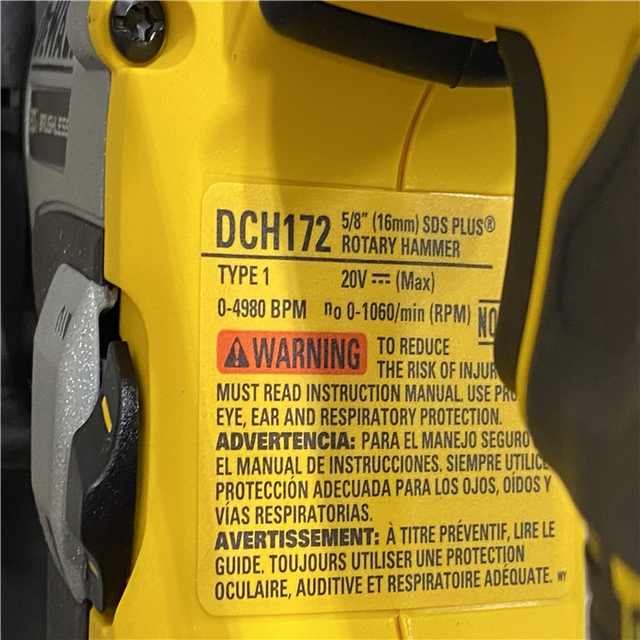 BRUSHLESS
DCH172 5/8" (16mm) SDS PLUS®
ROTARY HAMMER
TYPE 1 20V ⎓ (Max)
0-4980 BPM no 0-1060/min (RPM)
WARNING TO REDUCE
THE RISK OF
MUST READ INSTRUCTION MANUAL. USE
EYE, EAR AND RESPIRATORY PROTECTION.
ADVERTENCIA: PARA EL MANEJO SEGURO
EL MANUAL DE INSTRUCCIONES. SIEMPRE UTILICE
PROTECCIÓN ADECUADA PARA LOS OJOS, OÍDOS Y
VÍAS RESPIRATORIAS.
AVERTISSEMENT: À TITRE PRÉVENTIF, LIRE LE
GUIDE. TOUJOURS UTILISER UNE PROTECTION
OCULAIRE, AUDITIVE ET RESPIRATOIRE ADÉQUATE. WY